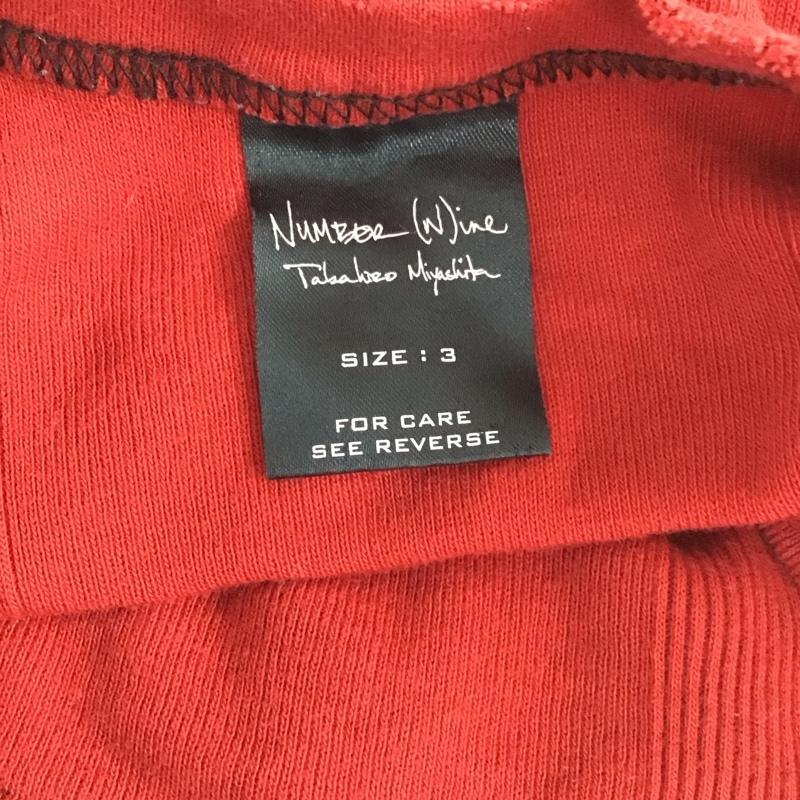 NUMBER (N)ine
Takahiro Miyashita
SIZE : 3
FOR CARE
SEE REVERSE